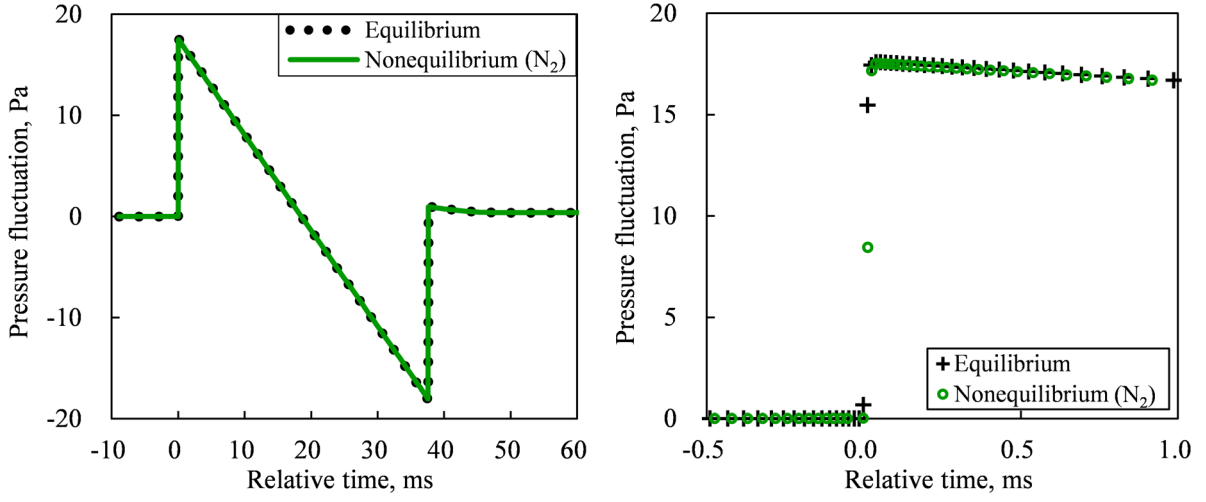 20
10
0
-10
-20
Pressure fluctuation, Pa
Equilibrium
Nonequilibrium (N₂)
-10 0 10 20 30 40 50 60
Relative time, ms
20
15
10
5
0
Pressure fluctuation, Pa
Equilibrium
Nonequilibrium (N₂)
-0.5 0.0 0.5 1.0
Relative time, ms